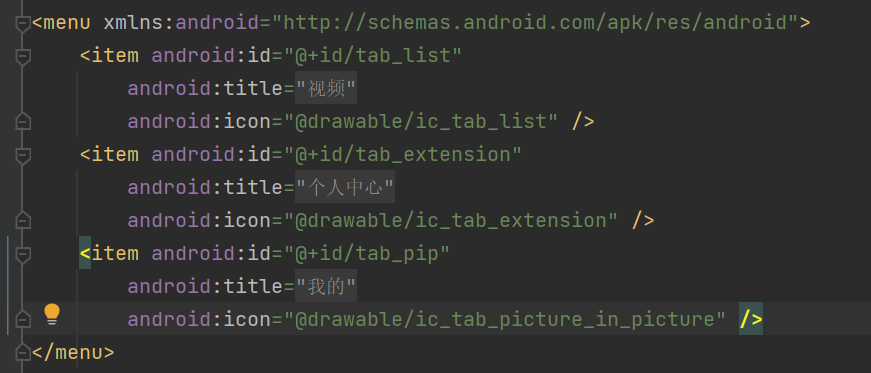 <menu xmlns:android="http://schemas.android.com/apk/res/android">
    <item android:id="@+id/tab_list"
        android:title="视频"
        android:icon="@drawable/ic_tab_list" />
    <item android:id="@+id/tab_extension"
        android:title="个人中心"
        android:icon="@drawable/ic_tab_extension" />
    <item android:id="@+id/tab_pip"
        android:title="我的"
        android:icon="@drawable/ic_tab_picture_in_picture" />
</menu>